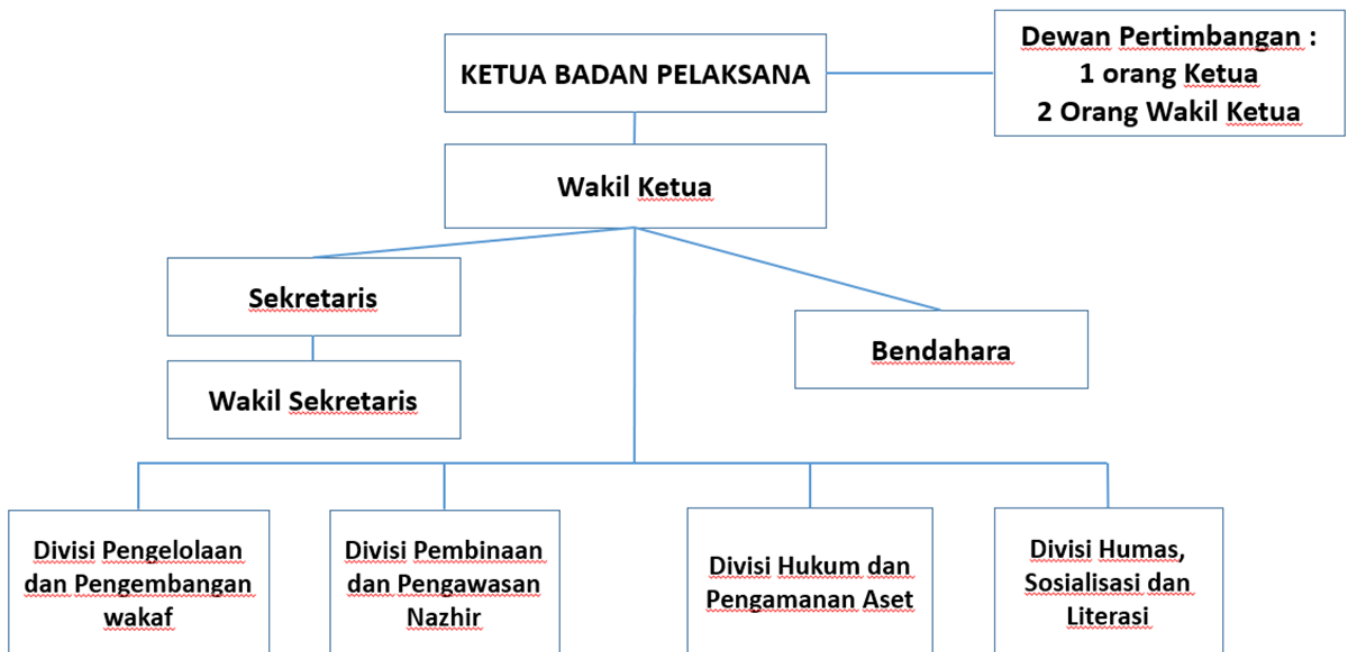 KETUA BADAN PELAKSANA
Dewan Pertimbangan :
1 orang Ketua
2 Orang Wakil Ketua
Wakil Ketua
Sekretaris
Bendahara
Wakil Sekretaris
Divisi Pengelolaan
dan Pengembangan
wakaf
Divisi Pembinaan
dan Pengawasan
Nazhir
Divisi Hukum dan
Pengamanan Aset
Divisi Humas,
Sosialisasi dan
Literasi